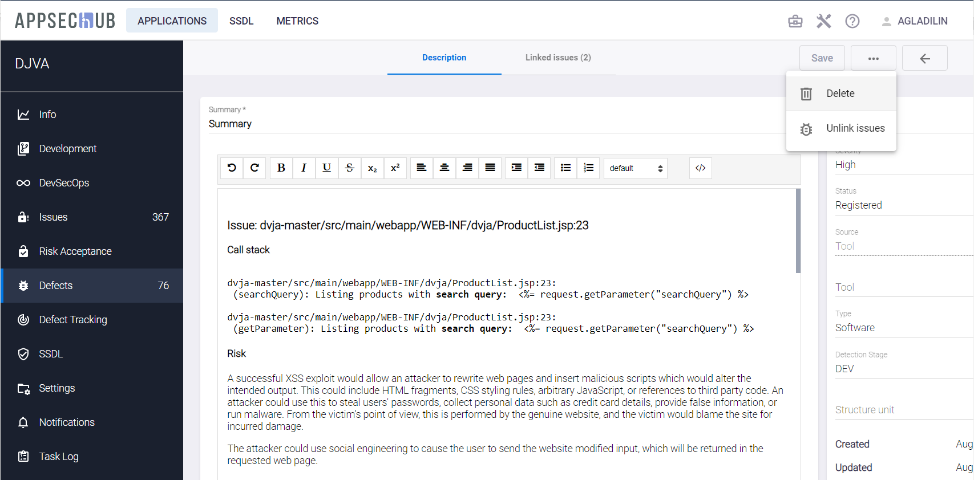 APPSECHUB APPLICATIONS SSDL METRICS AGLADILIN
DJVA
Info
Development
DevSecOps
Issues 367
Risk Acceptance
Defects 76
Defect Tracking
SSDL
Settings
Notifications
Task Log
Description Linked issues (2) Save ...
Delete
Unlink issues
Summary *
Summary
B I U S x₂ x² default </>
Issue: dvja-master/src/main/webapp/WEB-INF/dvja/ProductList.jsp:23
Call stack
dvja-master/src/main/webapp/WEB-INF/dvja/ProductList.jsp:23:
(searchQuery): Listing products with search query: <%= request.getParameter("searchQuery") %>
dvja-master/src/main/webapp/WEB-INF/dvja/ProductList.jsp:23:
(getParameter): Listing products with search query: <%= request.getParameter("searchQuery") %>
Risk
A successful XSS exploit would allow an attacker to rewrite web pages and insert malicious scripts which would alter the
intended output. This could include HTML fragments, CSS styling rules, arbitrary JavaScript, or references to third party code. An
attacker could use this to steal users' passwords, collect personal data such as credit card details, provide false information, or
run malware. From the victim's point of view, this is performed by the genuine website, and the victim would blame the site for
incurred damage.
The attacker could use social engineering to cause the user to send the website modified input, which will be returned in the
requested web page.
High
Status
Registered
Source
Tool
Tool
Type
Software
Detection Stage
DEV
Structure unit
Created Aug
Updated Aug